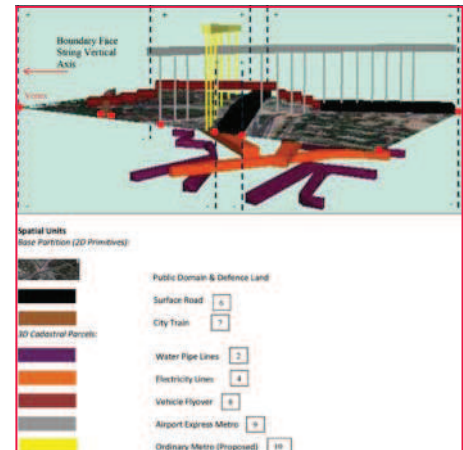 Boundary Face
String Vertical
Axis
Vertex
Spatial Units
Base Partition (2D Primitives):
Public Domain & Defence Land
Surface Road 6
City Train 7
3D Cadastral Parcels:
Water Pipe Lines 2
Electricity Lines 4
Vehicle Flyover 8
Airport Express Metro 9
Ordinary Metro (Proposed) 10